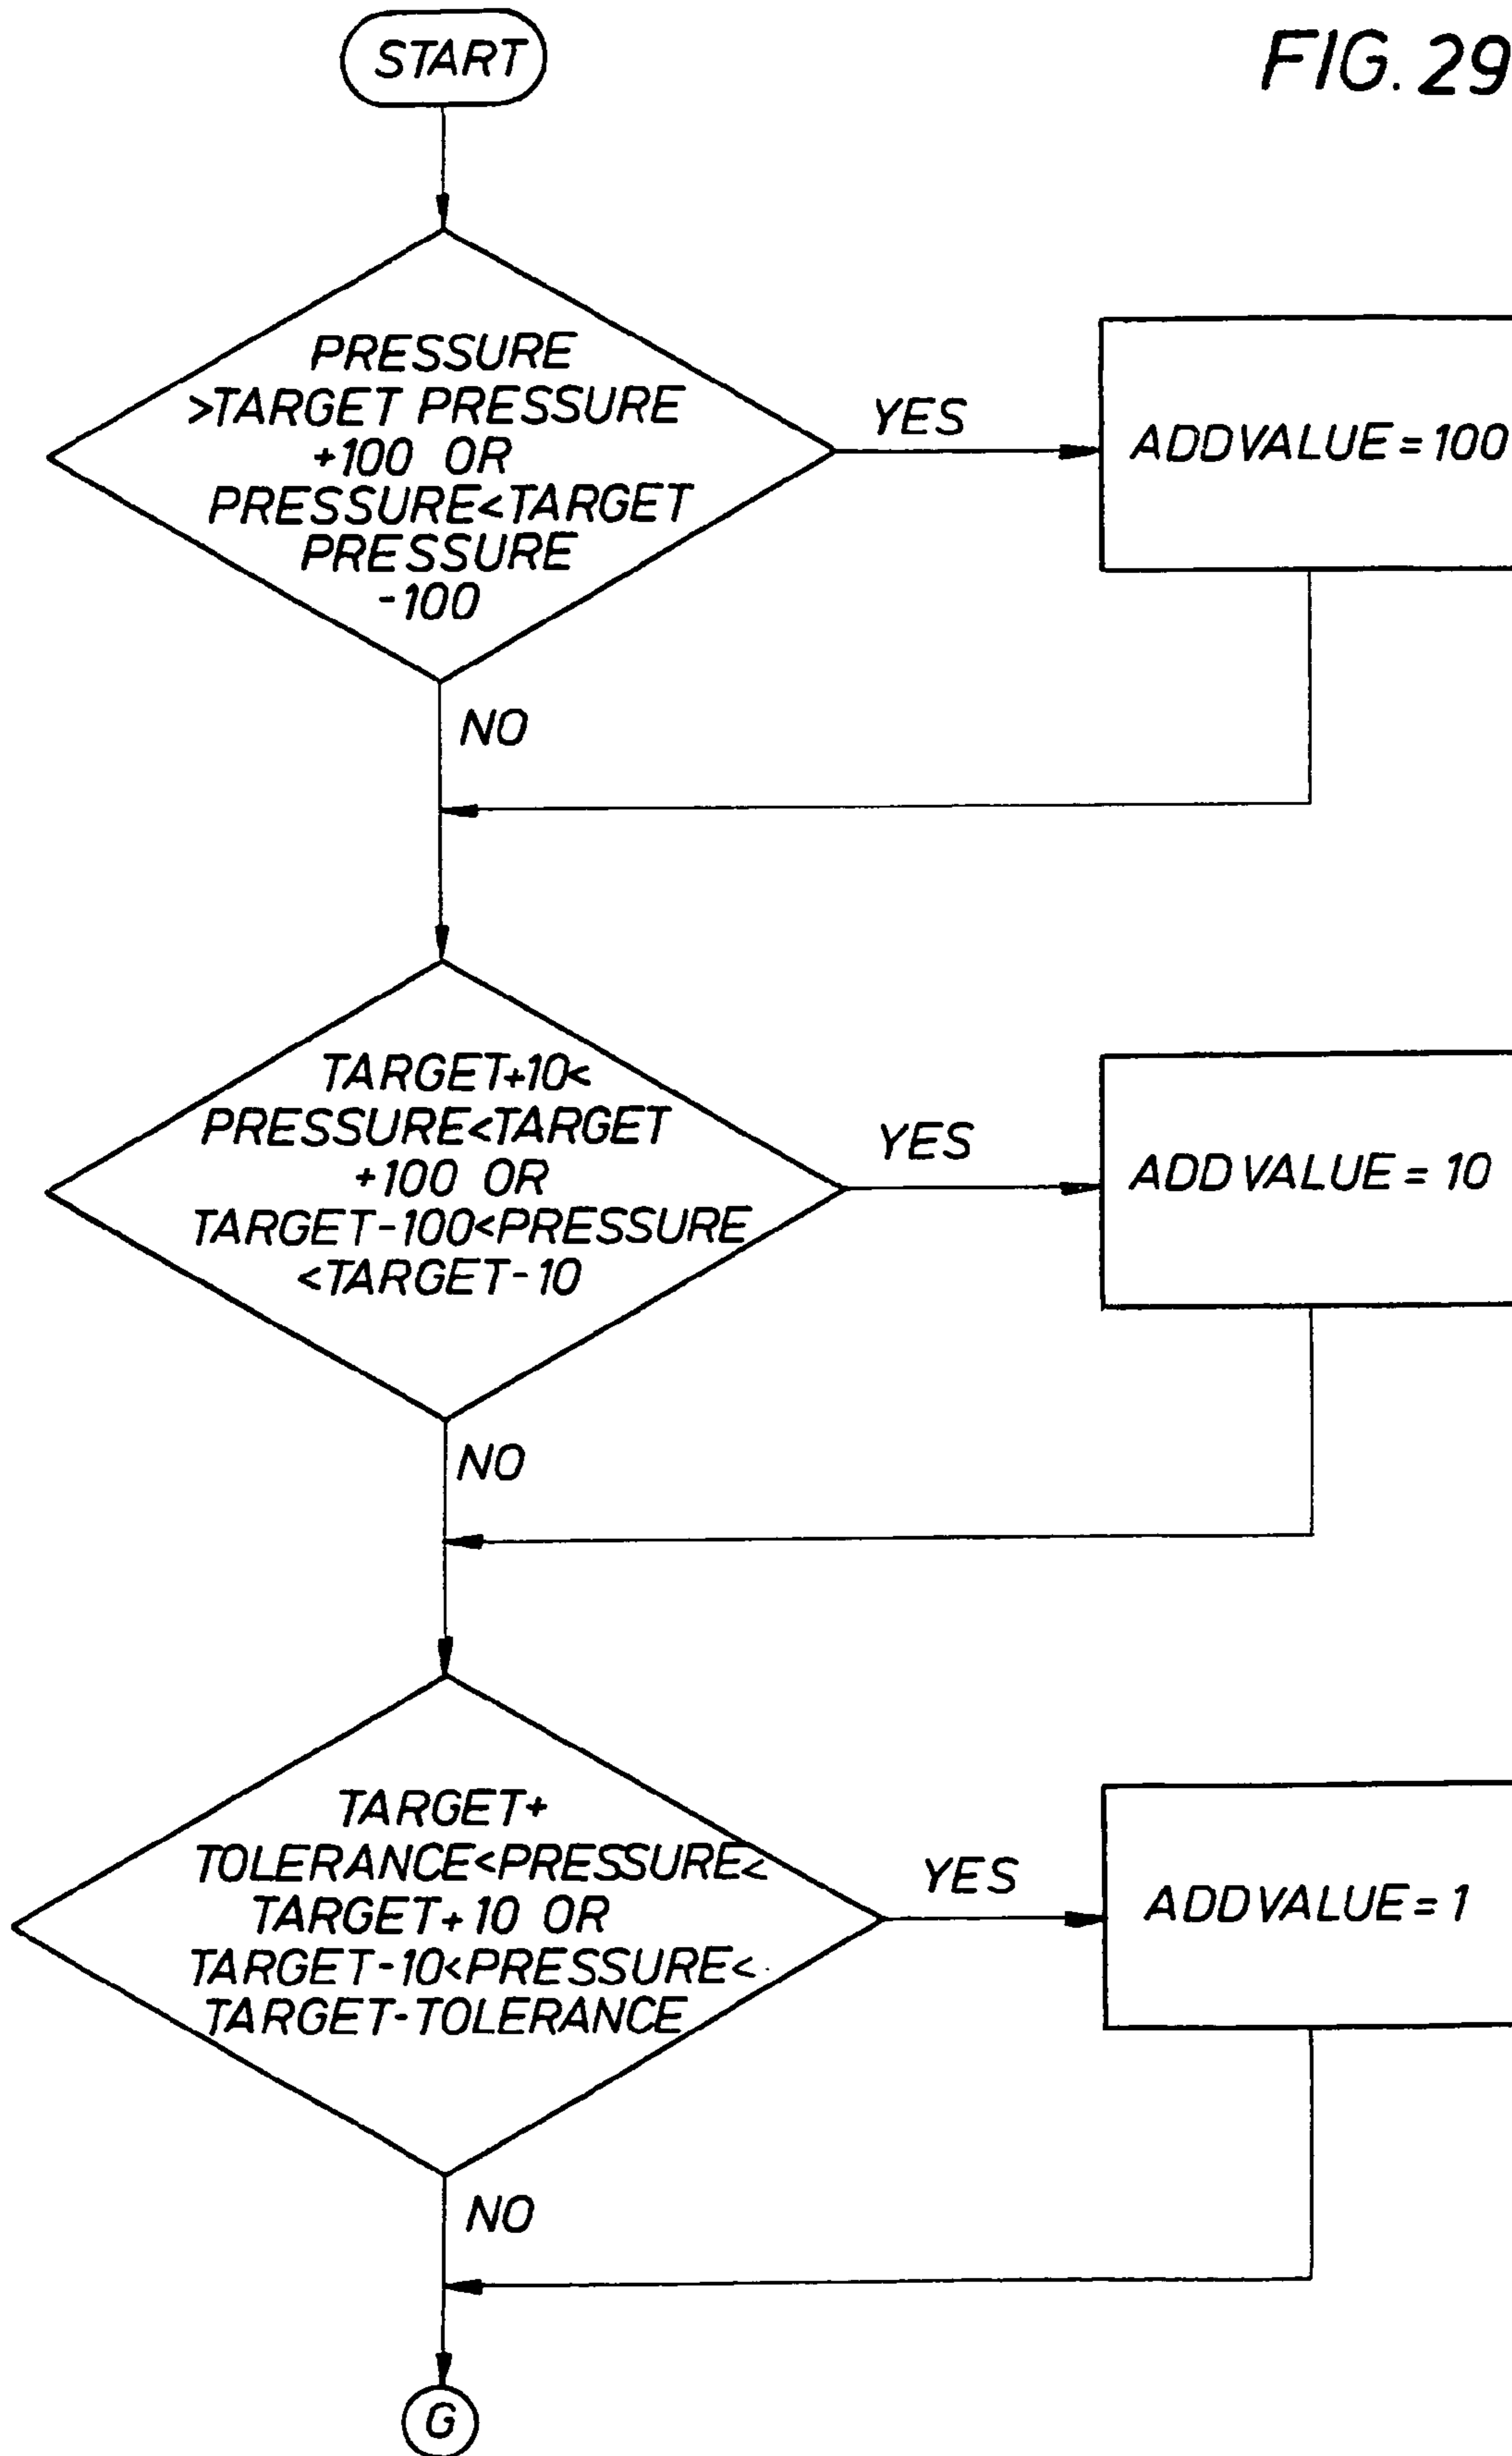 START
FIG. 29
PRESSURE
>TARGET PRESSURE
+100 OR
PRESSURE<TARGET
PRESSURE
-100
YES
ADDVALUE=100
NO
TARGET+10<
PRESSURE<TARGET
+100 OR
TARGET-100<PRESSURE
<TARGET-10
YES
ADDVALUE=10
NO
TARGET+
TOLERANCE<PRESSURE<
TARGET+10 OR
TARGET-10<PRESSURE<
TARGET-TOLERANCE
YES
ADDVALUE=1
NO
G